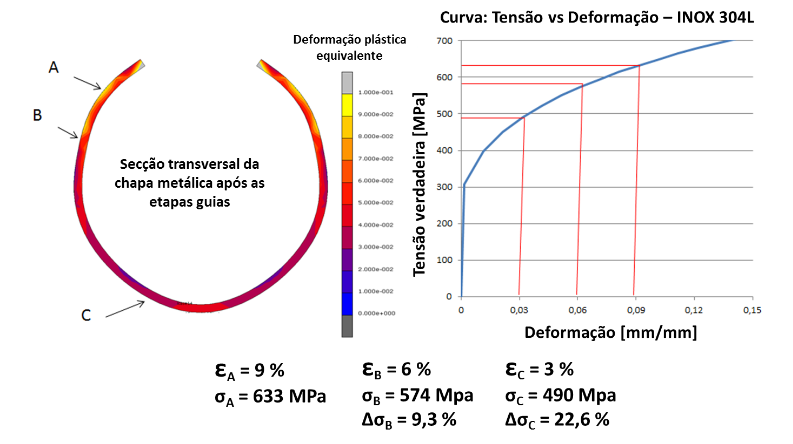 Curva: Tensão vs Deformação – INOX 304L
Deformação plástica
equivalente
A
B
C
Secção transversal da
chapa metálica após as
etapas guias
1.000e-001
9.000e-002
8.000e-002
7.000e-002
6.000e-002
5.000e-002
4.000e-002
3.000e-002
2.000e-002
1.000e-002
0.000e+000
Tensão verdadeira [MPa]
700
600
500
400
300
200
100
0
0 0,03 0,06 0,09 0,12 0,15
Deformação [mm/mm]
εA = 9 %
σA = 633 MPa
εB = 6 %
σB = 574 Mpa
ΔσB = 9,3 %
εC = 3 %
σC = 490 Mpa
ΔσC = 22,6 %